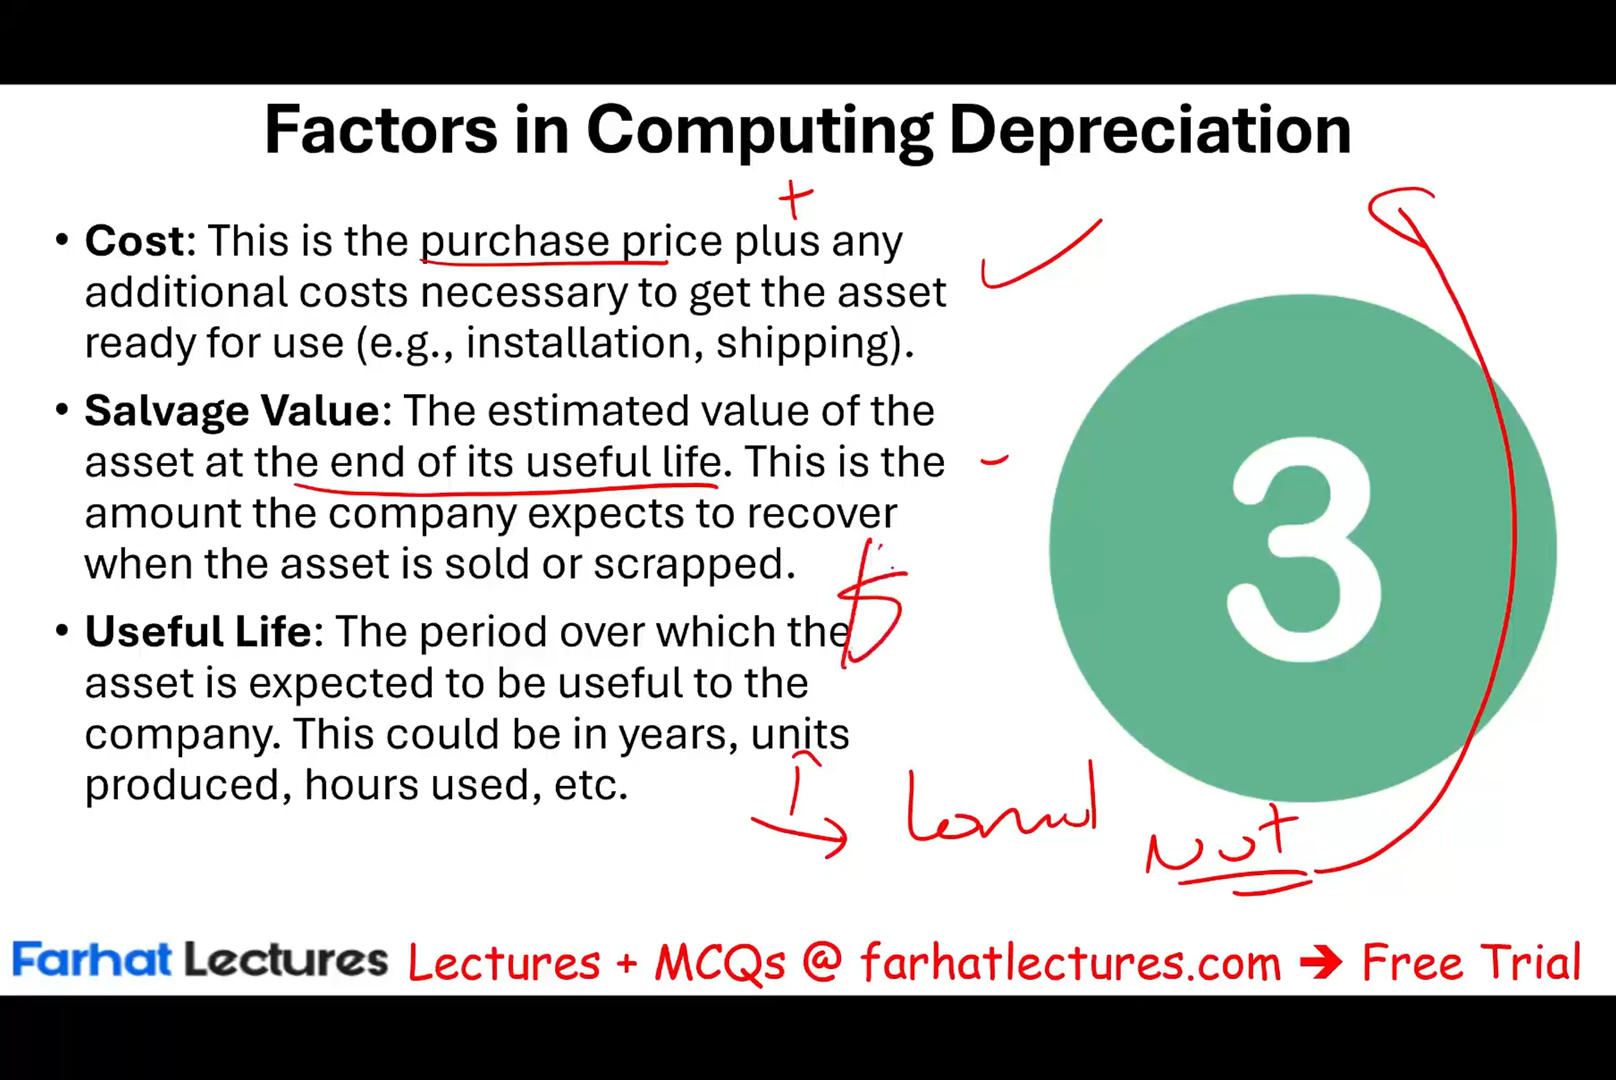 Factors in Computing Depreciation
+
• Cost: This is the purchase price plus any
additional costs necessary to get the asset
ready for use (e.g., installation, shipping).
• Salvage Value: The estimated value of the
asset at the end of its useful life. This is the
amount the company expects to recover
when the asset is sold or scrapped.
$
• Useful Life: The period over which the
asset is expected to be useful to the
company. This could be in years, units
produced, hours used, etc.
3
→ Land
Not
Farhat Lectures Lectures + MCQs @ farhatlectures.com ➔ Free Trial